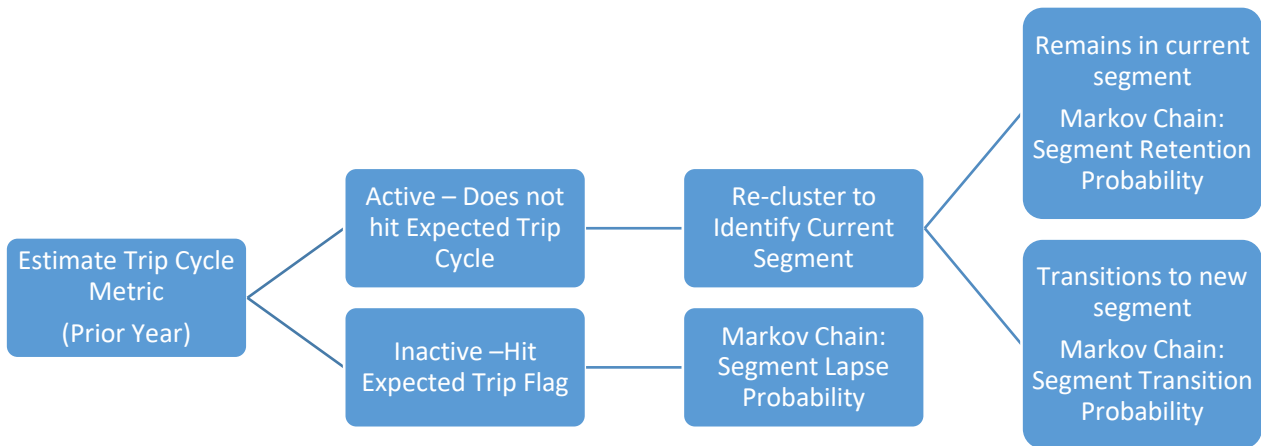 Estimate Trip Cycle
Metric
(Prior Year)
Active – Does not
hit Expected Trip
Cycle
Inactive –Hit
Expected Trip Flag
Re-cluster to
Identify Current
Segment
Markov Chain:
Segment Lapse
Probability
Remains in current
segment
Markov Chain:
Segment Retention
Probability
Transitions to new
segment
Markov Chain:
Segment Transition
Probability